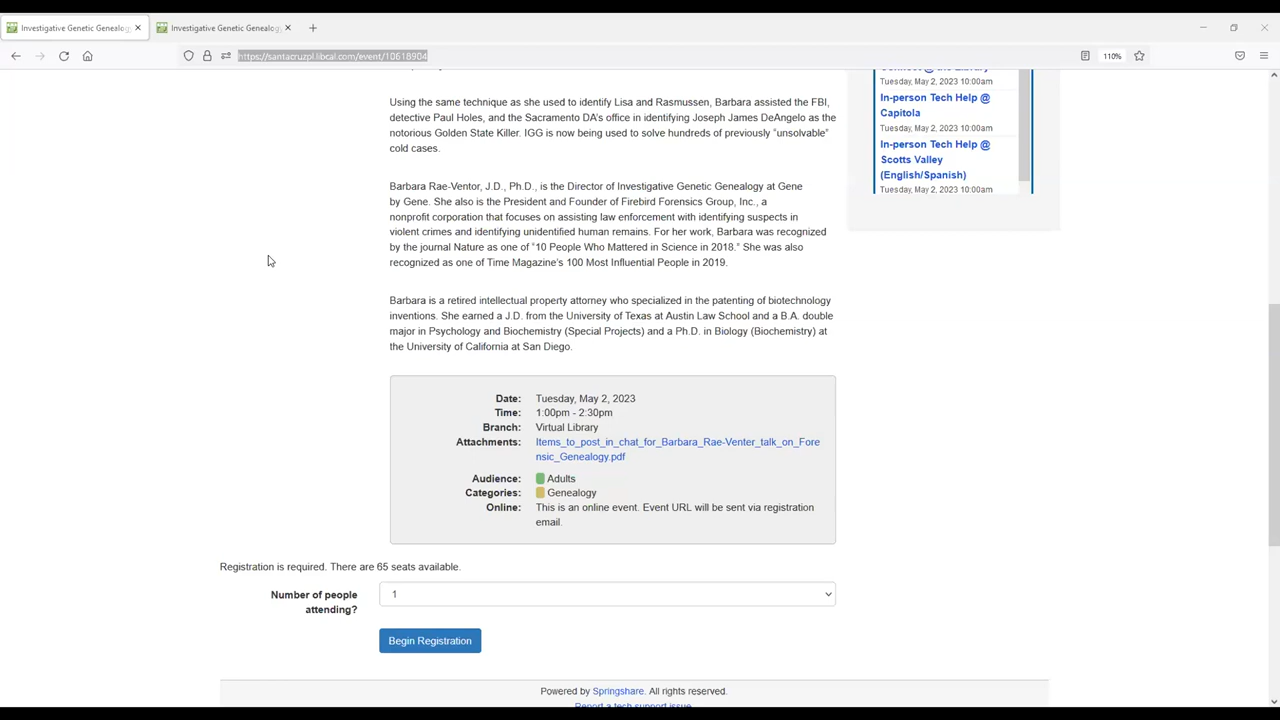 Investigative Genetic Genealogy
Investigative Genetic Genealogy
https://santacruzpl.libcal.com/event/10618904
110%
Using the same technique as she used to identify Lisa and Rasmussen, Barbara assisted the FBI,
detective Paul Holes, and the Sacramento DA's office in identifying Joseph James DeAngelo as the
notorious Golden State Killer. IGG is now being used to solve hundreds of previously "unsolvable"
cold cases.
Barbara Rae-Ventor, J.D., Ph.D., is the Director of Investigative Genetic Genealogy at Gene
by Gene. She also is the President and Founder of Firebird Forensics Group, Inc., a
nonprofit corporation that focuses on assisting law enforcement with identifying suspects in
violent crimes and identifying unidentified human remains. For her work, Barbara was recognized
by the journal Nature as one of "10 People Who Mattered in Science in 2018." She was also
recognized as one of Time Magazine's 100 Most Influential People in 2019.
Barbara is a retired intellectual property attorney who specialized in the patenting of biotechnology
inventions. She earned a J.D. from the University of Texas at Austin Law School and a B.A. double
major in Psychology and Biochemistry (Special Projects) and a Ph.D. in Biology (Biochemistry) at
the University of California at San Diego.
Connect @ the Library
Tuesday, May 2, 2023 10:00am
In-person Tech Help @
Capitola
Tuesday, May 2, 2023 10:00am
In-person Tech Help @
Scotts Valley
(English/Spanish)
Tuesday, May 2, 2023 10:00am
Date: Tuesday, May 2, 2023
Time: 1:00pm - 2:30pm
Branch: Virtual Library
Attachments: Items_to_post_in_chat_for_Barbara_Rae-Venter_talk_on_Fore
nsic_Genealogy.pdf
Audience: Adults
Categories: Genealogy
Online: This is an online event. Event URL will be sent via registration
email.
Registration is required. There are 65 seats available.
Number of people 1
attending?
Begin Registration
Powered by Springshare. All rights reserved.
Report a tech support issue.